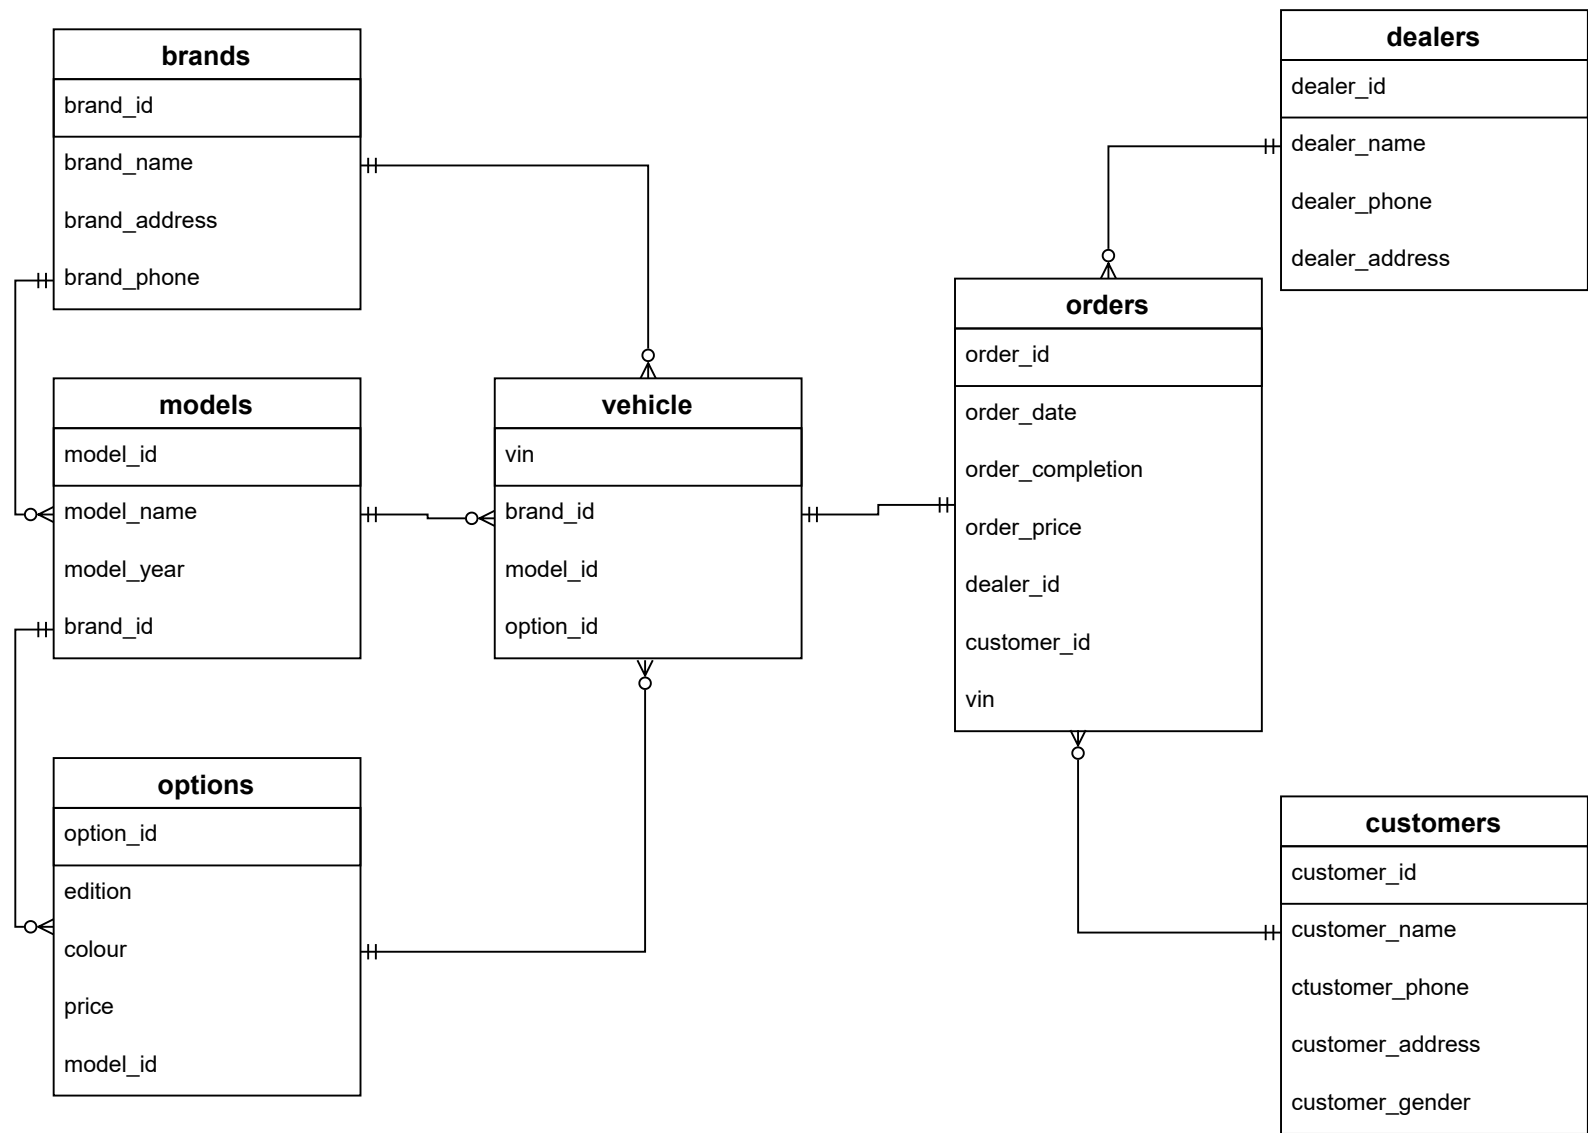 brands
brand_id
brand_name
brand_address
brand_phone
models
model_id
model_name
model_year
brand_id
options
option_id
edition
colour
price
model_id
vehicle
vin
brand_id
model_id
option_id
orders
order_id
order_date
order_completion
order_price
dealer_id
customer_id
vin
dealers
dealer_id
dealer_name
dealer_phone
dealer_address
customers
customer_id
customer_name
ctustomer_phone
customer_address
customer_gender